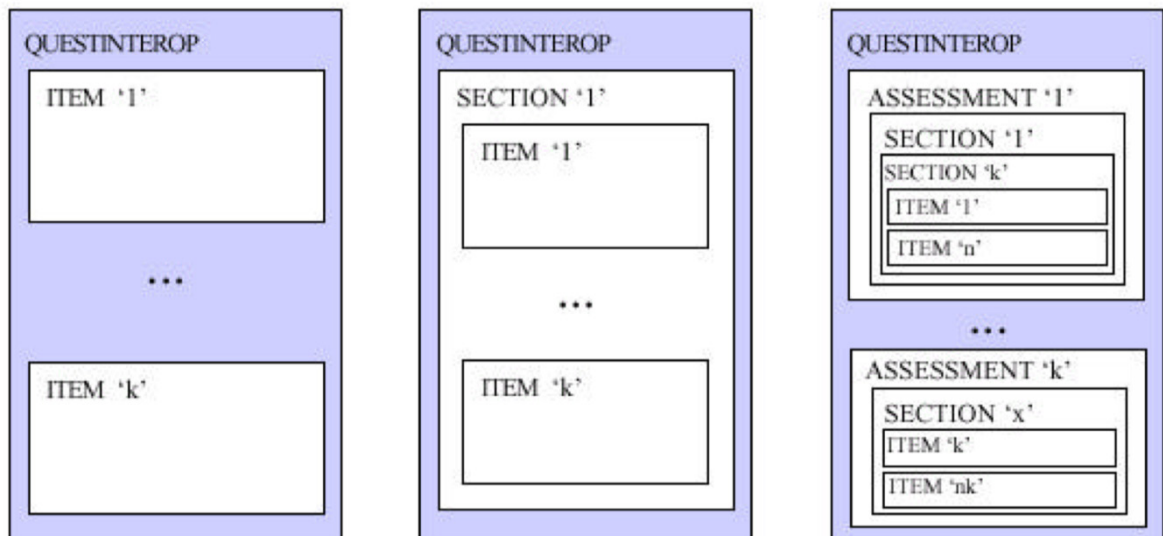 QUESTINTEROP
ITEM ‘1’
...
ITEM ‘k’
QUESTINTEROP
SECTION ‘1’
ITEM ‘1’
...
ITEM ‘k’
QUESTINTEROP
ASSESSMENT ‘1’
SECTION ‘1’
SECTION ‘k’
ITEM ‘1’
ITEM ‘n’
...
ASSESSMENT ‘k’
SECTION ‘x’
ITEM ‘k’
ITEM ‘nk’